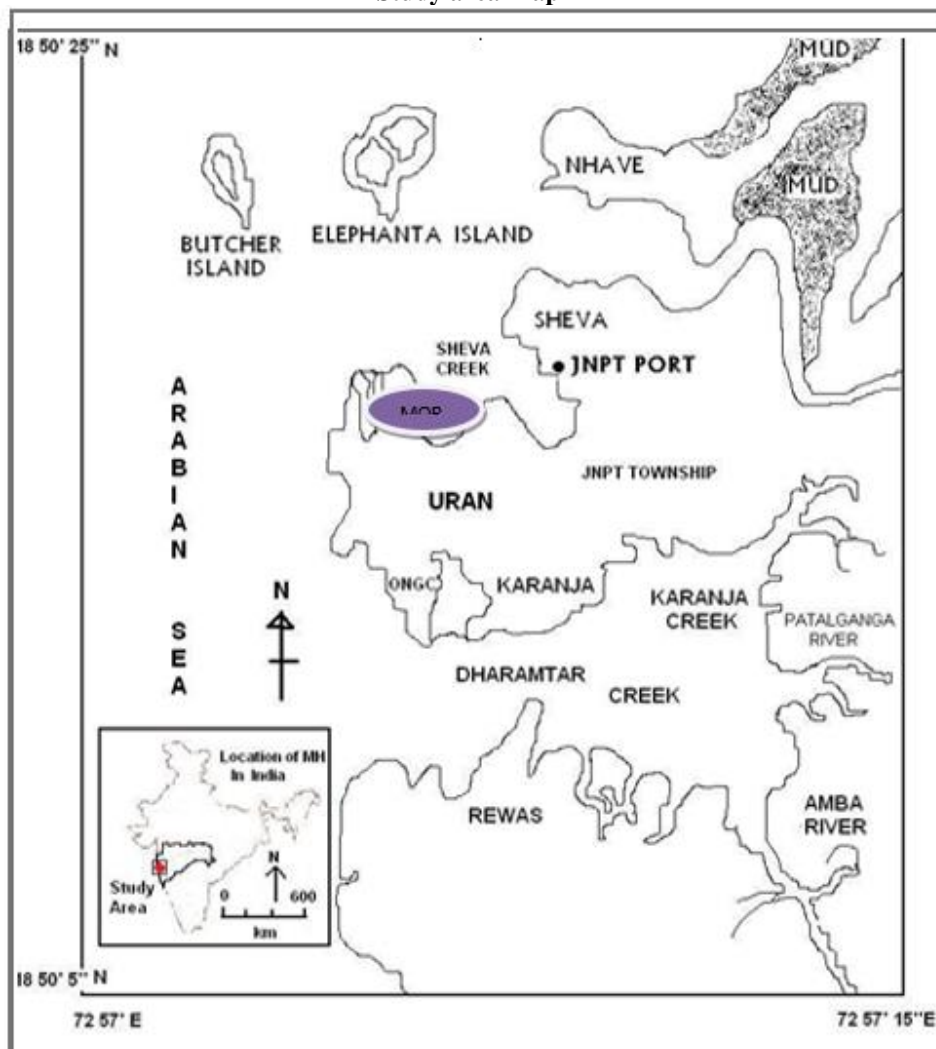 18 50' 25" N
MUD
NHAVE
MUD
BUTCHER
ISLAND
ELEPHANTA ISLAND
SHEVA
SHEVA
CREEK
JNPT PORT
ARABIAN SEA
JNPT TOWNSHIP
URAN
ONGC
KARANJA
KARANJA
CREEK
PATALGANGA
RIVER
N
DHARAMTAR
CREEK
REWAS
AMBA
RIVER
Location of MH
In India
Study
Area
N
0 600
km
18 50' 5" N
72 57' E
72 57' 15"E